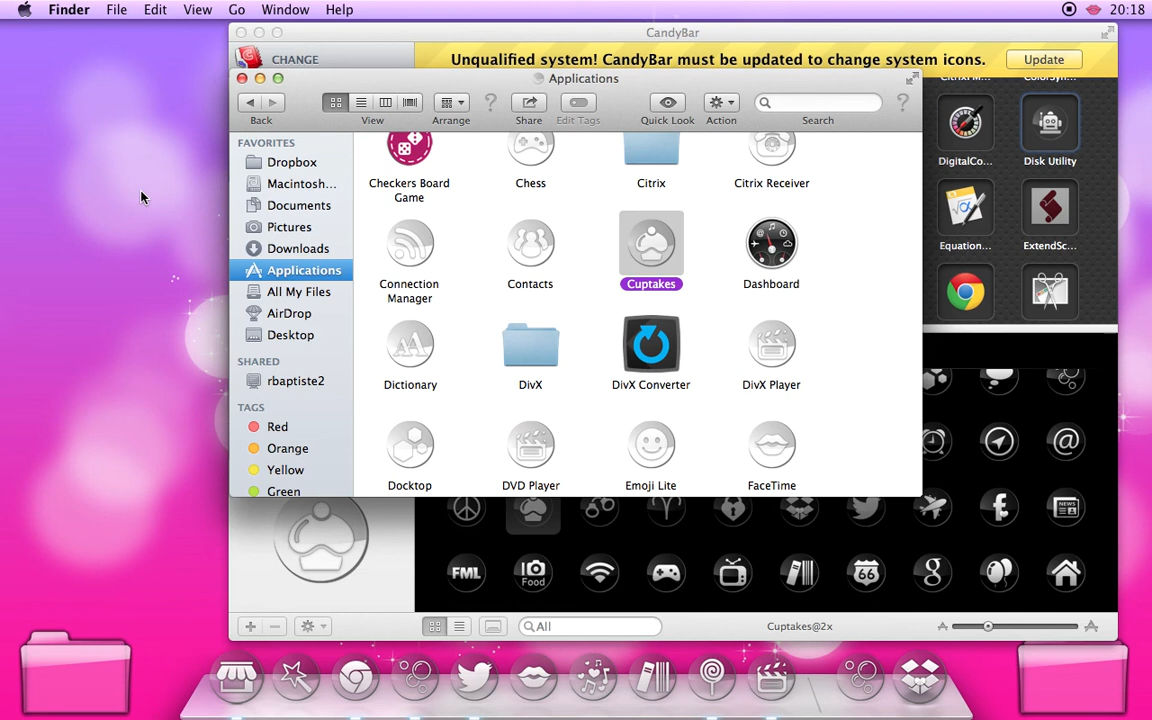 Finder File Edit View Go Window Help 20:18
CandyBar
CHANGE
Unqualified system! CandyBar must be updated to change system icons.
Update
Applications
Back
View
Arrange
Share
Edit Tags
Quick Look
Action
Search
FAVORITES
Dropbox
Macintosh...
Documents
Pictures
Downloads
Applications
All My Files
AirDrop
Desktop
SHARED
rbaptiste2
TAGS
Red
Orange
Yellow
Green
Checkers Board
Game
Chess
Citrix
Citrix Receiver
Connection
Manager
Contacts
Cuptakes
Dashboard
Dictionary
DivX
DivX Converter
DivX Player
Docktop
DVD Player
Emoji Lite
FaceTime
DigitalCo...
Disk Utility
Equation...
ExtendSc...
FML
Food
66
All
Cuptakes@2x